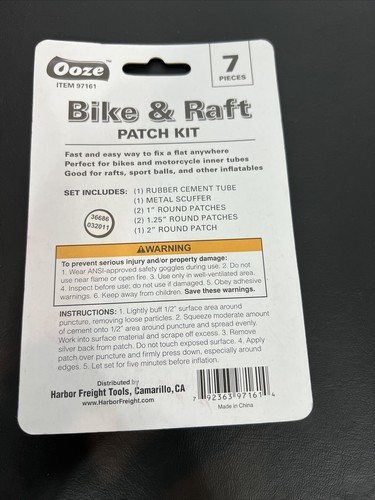 Ooze™
ITEM 97161
7
PIECES
Bike & Raft
PATCH KIT
Fast and easy way to fix a flat anywhere
Perfect for bikes and motorcycle inner tubes
Good for rafts, sport balls, and other inflatables
SET INCLUDES: (1) RUBBER CEMENT TUBE
(1) METAL SCUFFER
(2) 1" ROUND PATCHES
(2) 1.25" ROUND PATCHES
(1) 2" ROUND PATCH
36686
032011
WARNING
To prevent serious injury and/or property damage:
1. Wear ANSI-approved safety goggles during use. 2. Do not
use near flame or open fire. 3. Use only in well-ventilated area.
4. Inspect before use; do not use if damaged. 5. Obey adhesive
warnings. 6. Keep away from children. Save these warnings.
INSTRUCTIONS: 1. Lightly buff 1/2" surface area around
puncture, removing loose particles. 2. Squeeze moderate amount
of cement onto 1/2" area around puncture and spread evenly.
Work into surface material and scrape off excess. 3. Remove
silver back from patch. Do not touch exposed surface. 4. Apply
patch over puncture and firmly press down, especially around
edges. 5. Let set for five minutes before inflation.
Distributed by
Harbor Freight Tools, Camarillo, CA
www.HarborFreight.com
7 92363 97161 4
Made in China